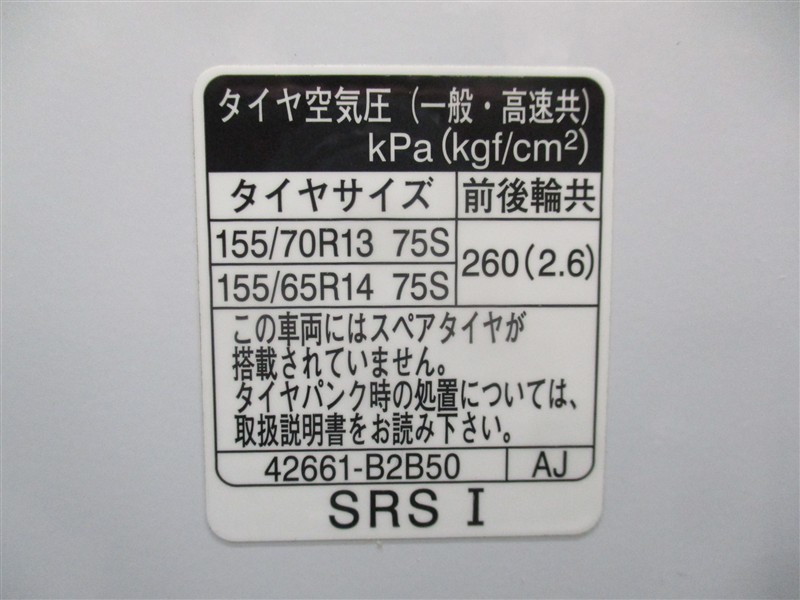 タイヤ空気圧（一般・高速共）
kPa(kgf/cm²)
タイヤサイズ 前後輪共
155/70R13 75S
260(2.6)
155/65R14 75S
この車両にはスペアタイヤが
搭載されていません。
タイヤパンク時の処置については、
取扱説明書をお読み下さい。
42661-B2B50 AJ
SRS I